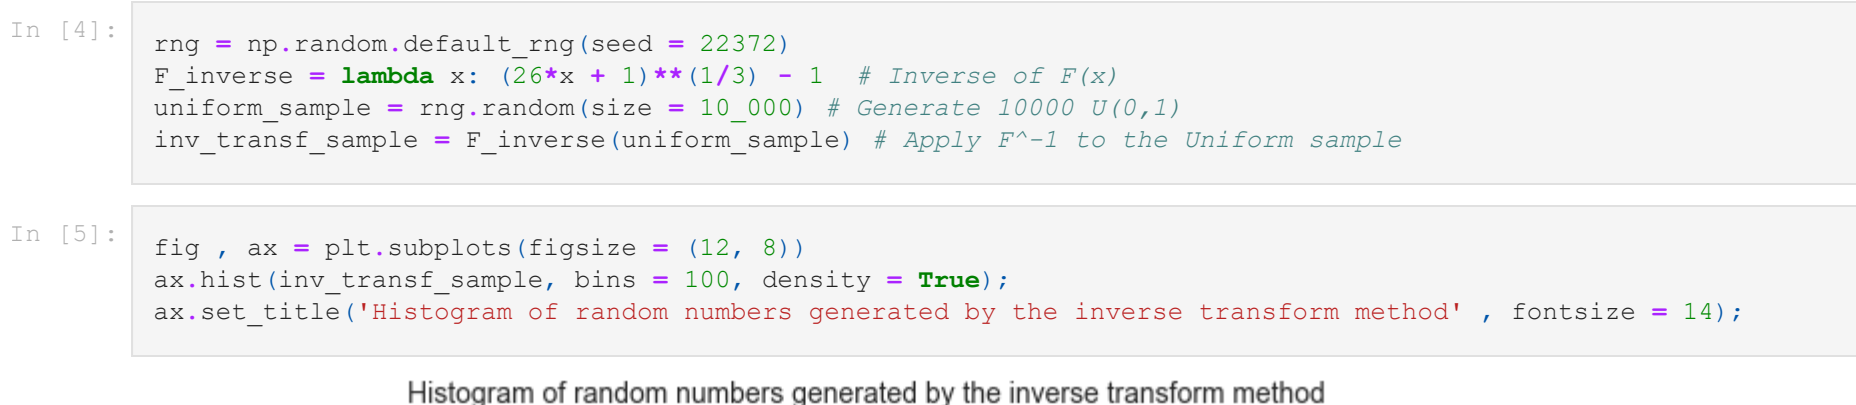 In [4]:
rng = np.random.default_rng(seed = 22372)
F_inverse = lambda x: (26*x + 1)**(1/3) - 1  # Inverse of F(x)
uniform_sample = rng.random(size = 10_000) # Generate 10000 U(0,1)
inv_transf_sample = F_inverse(uniform_sample) # Apply F^-1 to the Uniform sample
In [5]:
fig , ax = plt.subplots(figsize = (12, 8))
ax.hist(inv_transf_sample, bins = 100, density = True);
ax.set_title('Histogram of random numbers generated by the inverse transform method' , fontsize = 14);
Histogram of random numbers generated by the inverse transform method